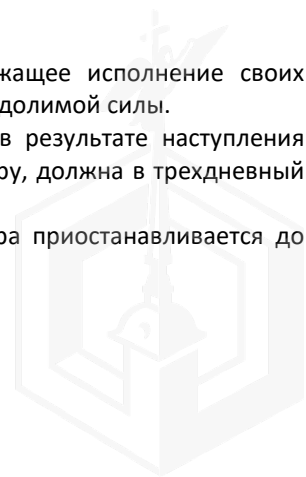 жащее исполнение своих
долимой силы.
в результате наступления
ру, должна в трехдневный
ра приостанавливается до